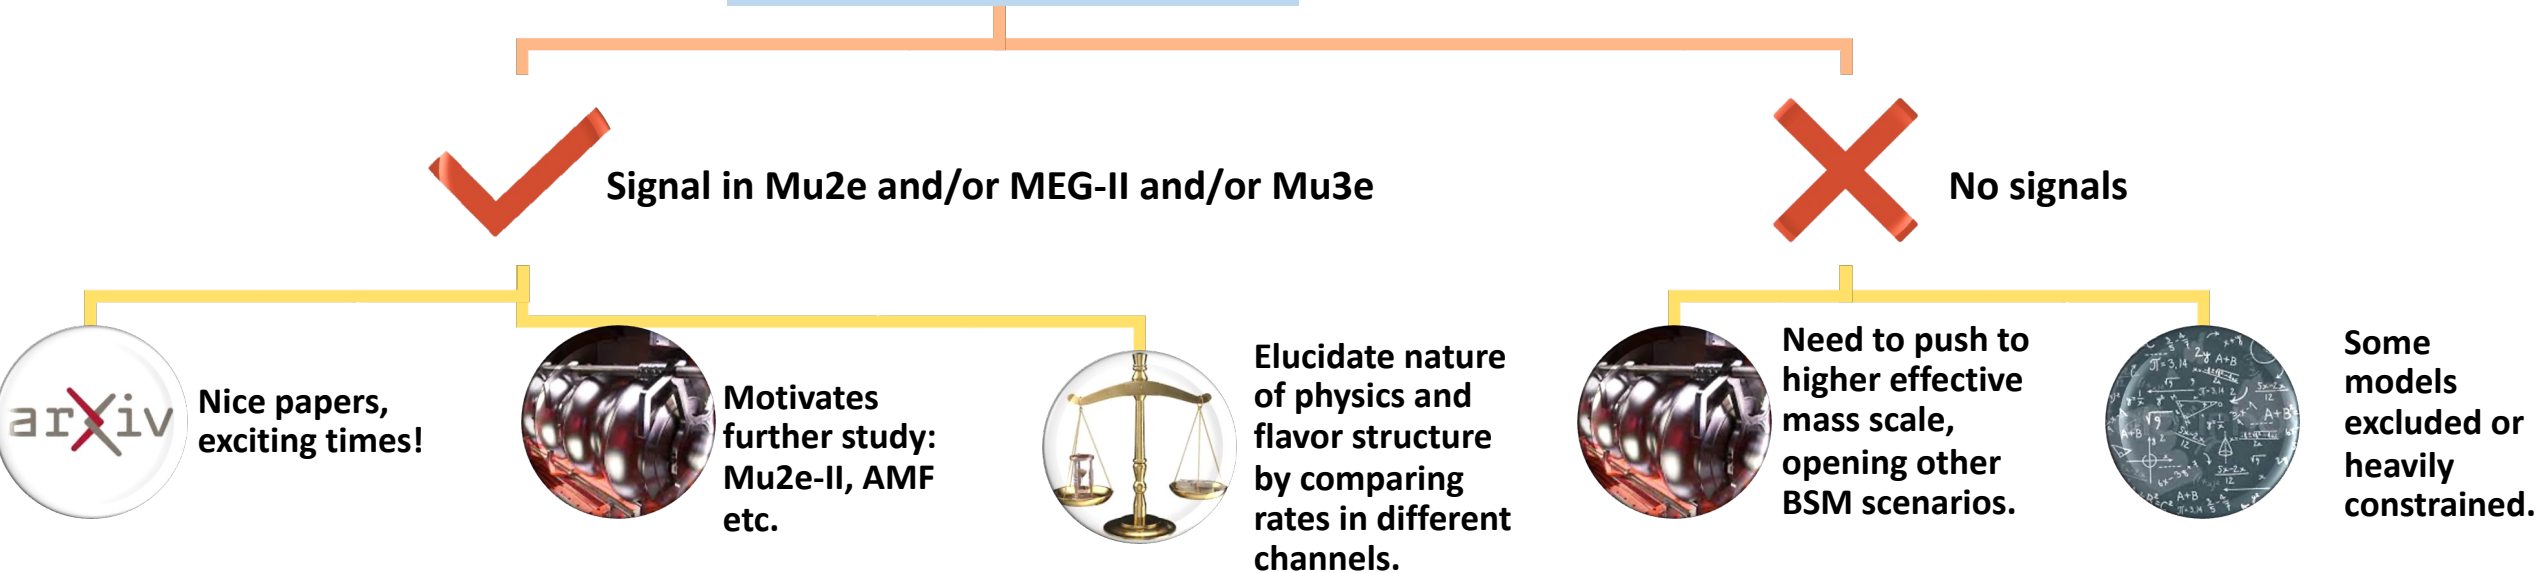 Signal in Mu2e and/or MEG-II and/or Mu3e
No signals
arXiv
Nice papers,
exciting times!
Motivates
further study:
Mu2e-II, AMF
etc.
Elucidate nature
of physics and
flavor structure
by comparing
rates in different
channels.
Need to push to
higher effective
mass scale,
opening other
BSM scenarios.
Some
models
excluded or
heavily
constrained.